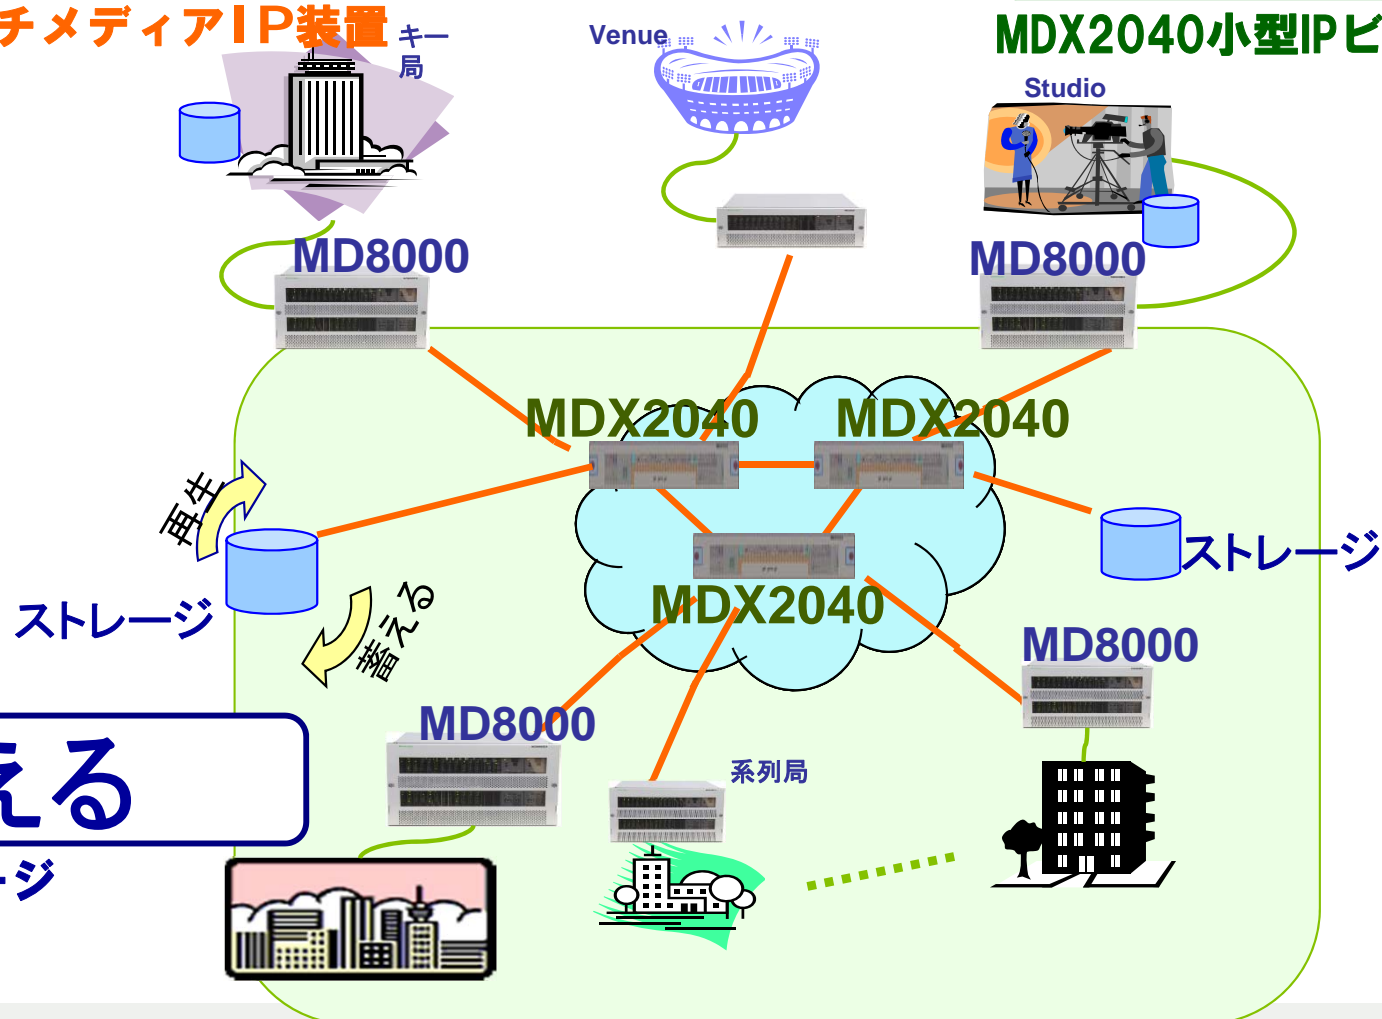 チメディアIP装置
キー
局
Venue
MDX2040小型IPビ
Studio
MD8000
MD8000
MDX2040
MDX2040
再生
ストレージ
MDX2040
ストレージ
蓄える
MD8000
MD8000
える
系列局
ージ